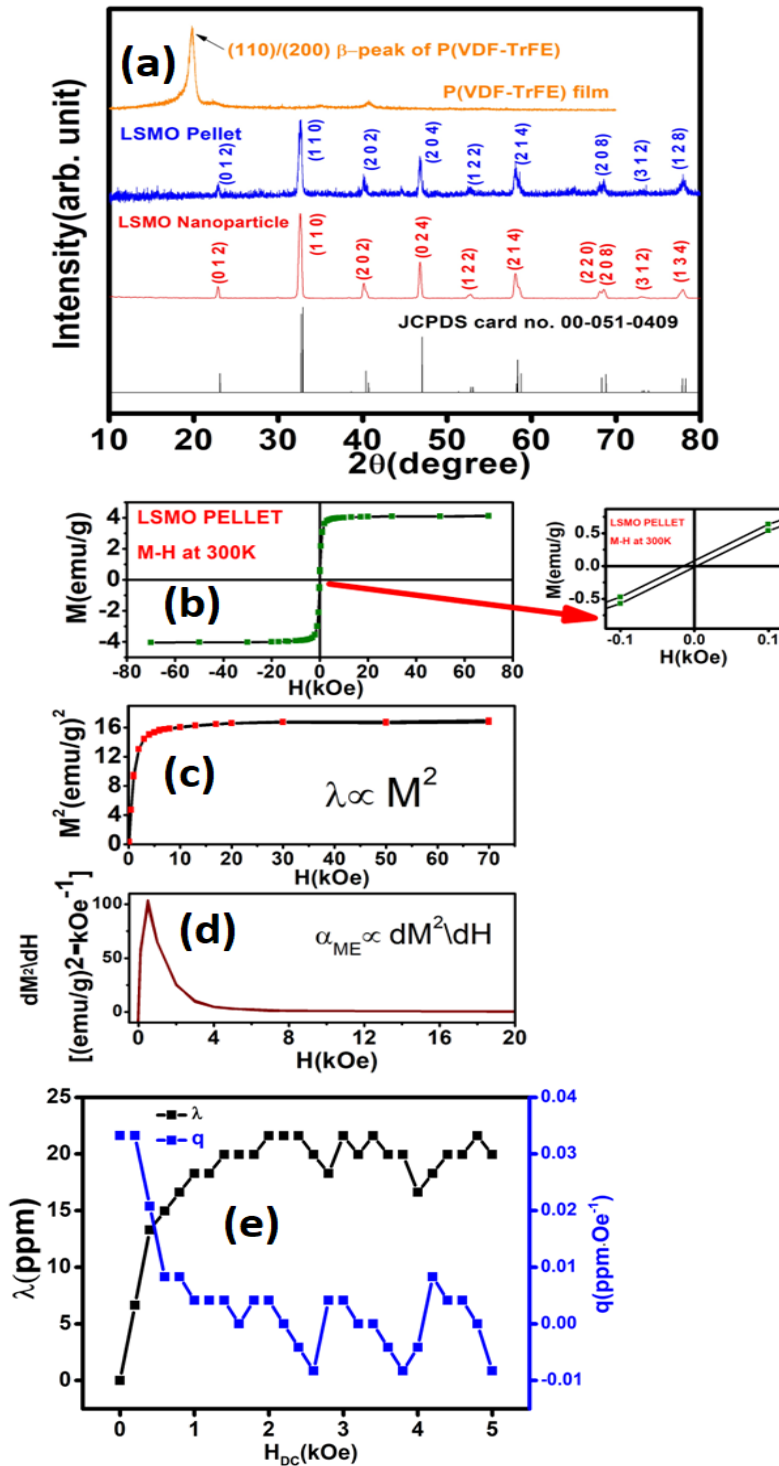 (a)
(110)/(200) β–peak of P(VDF-TrFE)
P(VDF-TrFE) film
LSMO Pellet
(0 1 2)
(1 1 0)
(2 0 2)
(2 0 4)
(1 2 2)
(2 1 4)
(2 0 8)
(3 1 2)
(1 2 8)
LSMO Nanoparticle
(0 1 2)
(1 1 0)
(2 0 2)
(0 2 4)
(1 2 2)
(2 1 4)
(2 2 0)
(2 0 8)
(3 1 2)
(1 3 4)
JCPDS card no. 00-051-0409
Intensity(arb. unit)
10 20 30 40 50 60 70 80
2θ(degree)
LSMO PELLET
M-H at 300K
(b)
M(emu/g)
4
2
0
-2
-4
-80 -60 -40 -20 0 20 40 60 80
H(kOe)
LSMO PELLET
M-H at 300K
M(emu/g)
0.5
0.0
-0.5
-0.1 0.0 0.1
H(kOe)
(c)
λ∝ M²
M²(emu/g)²
16
12
8
4
0
0 10 20 30 40 50 60 70
H(kOe)
(d)
α_ME∝ dM²\dH
dM²\dH
[(emu/g)²-kOe⁻¹]
100
50
0
0 4 8 12 16 20
H(kOe)
(e)
λ
q
λ(ppm)
25
20
15
10
5
0
q(ppm·Oe⁻¹)
0.04
0.03
0.02
0.01
0.00
-0.01
0 1 2 3 4 5
H_DC(kOe)